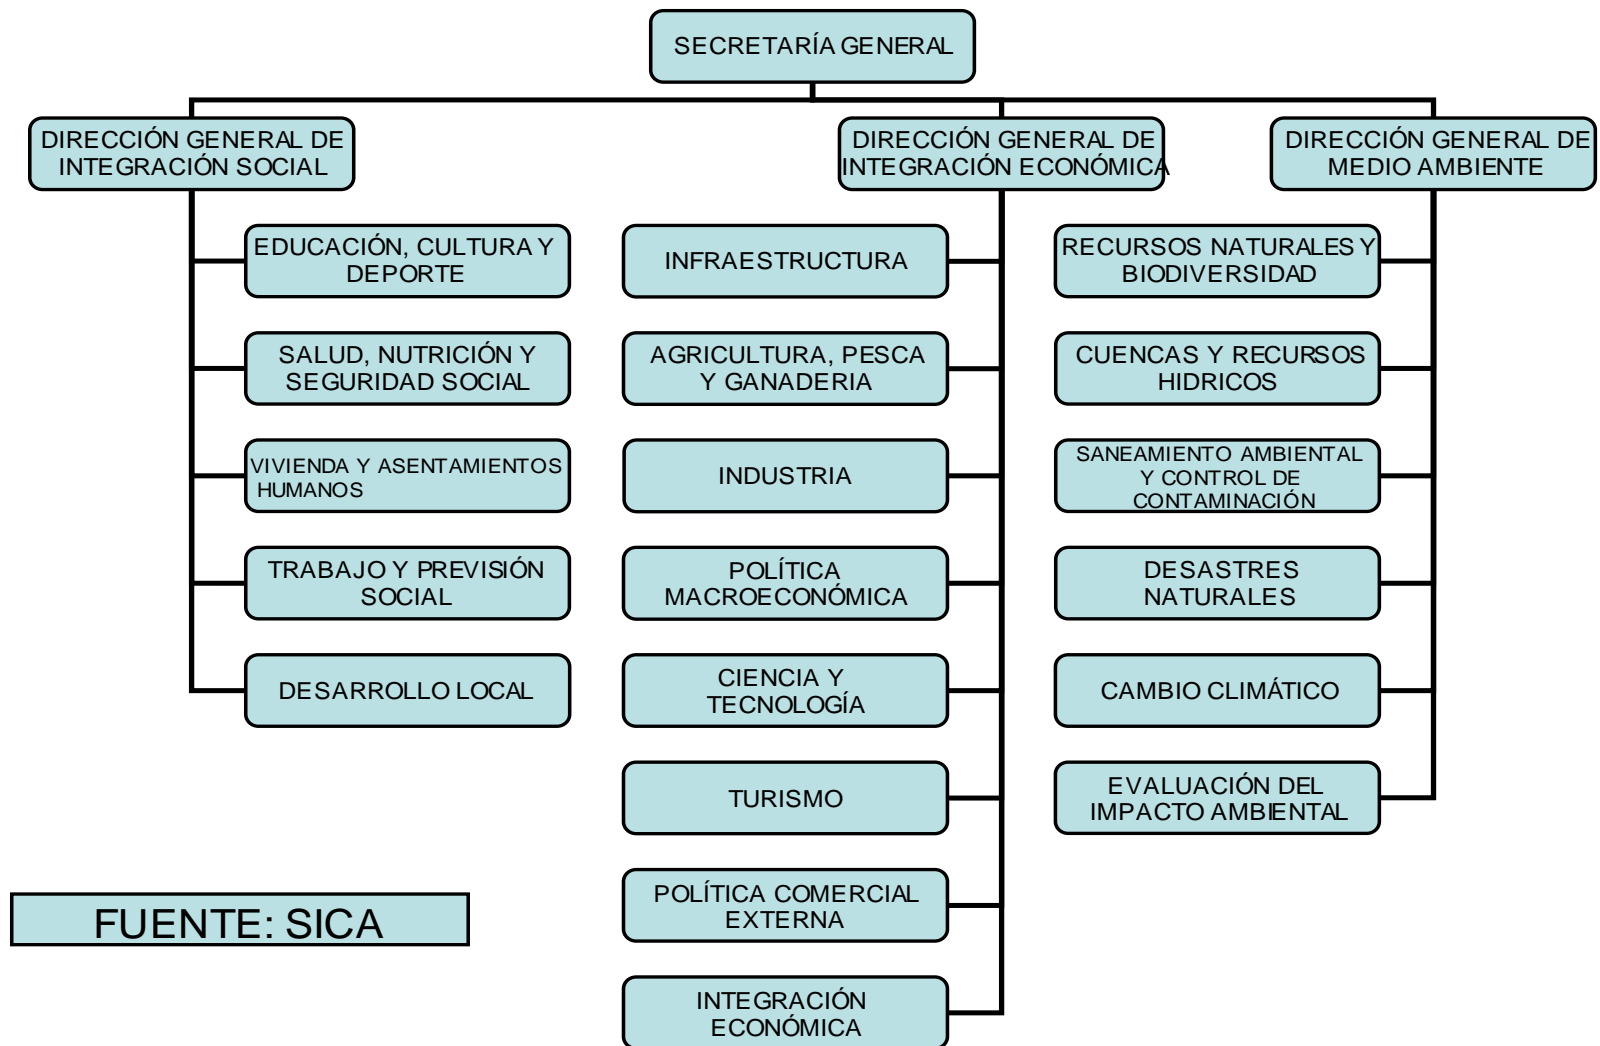 SECRETARÍA GENERAL
DIRECCIÓN GENERAL DE
INTEGRACIÓN SOCIAL
EDUCACIÓN, CULTURA Y
DEPORTE
SALUD, NUTRICIÓN Y
SEGURIDAD SOCIAL
VIVIENDA Y ASENTAMIENTOS
HUMANOS
TRABAJO Y PREVISIÓN
SOCIAL
DESARROLLO LOCAL
DIRECCIÓN GENERAL DE
INTEGRACIÓN ECONÓMICA
INFRAESTRUCTURA
AGRICULTURA, PESCA
Y GANADERIA
INDUSTRIA
POLÍTICA
MACROECONÓMICA
CIENCIA Y
TECNOLOGÍA
TURISMO
POLÍTICA COMERCIAL
EXTERNA
INTEGRACIÓN
ECONÓMICA
DIRECCIÓN GENERAL DE
MEDIO AMBIENTE
RECURSOS NATURALES Y
BIODIVERSIDAD
CUENCAS Y RECURSOS
HIDRICOS
SANEAMIENTO AMBIENTAL
Y CONTROL DE
CONTAMINACIÓN
DESASTRES
NATURALES
CAMBIO CLIMÁTICO
EVALUACIÓN DEL
IMPACTO AMBIENTAL
FUENTE: SICA